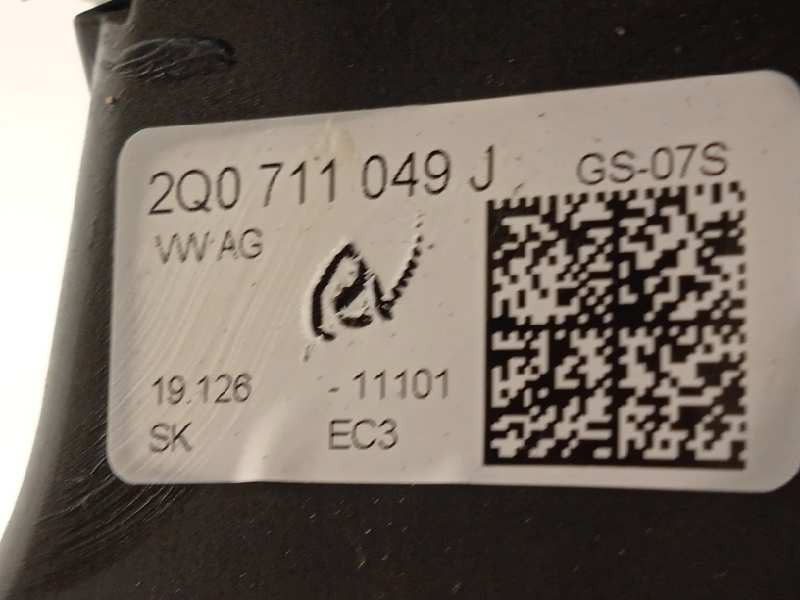 2Q0 711 049 J GS-07S
VW AG
19.126 - 11101
SK EC3